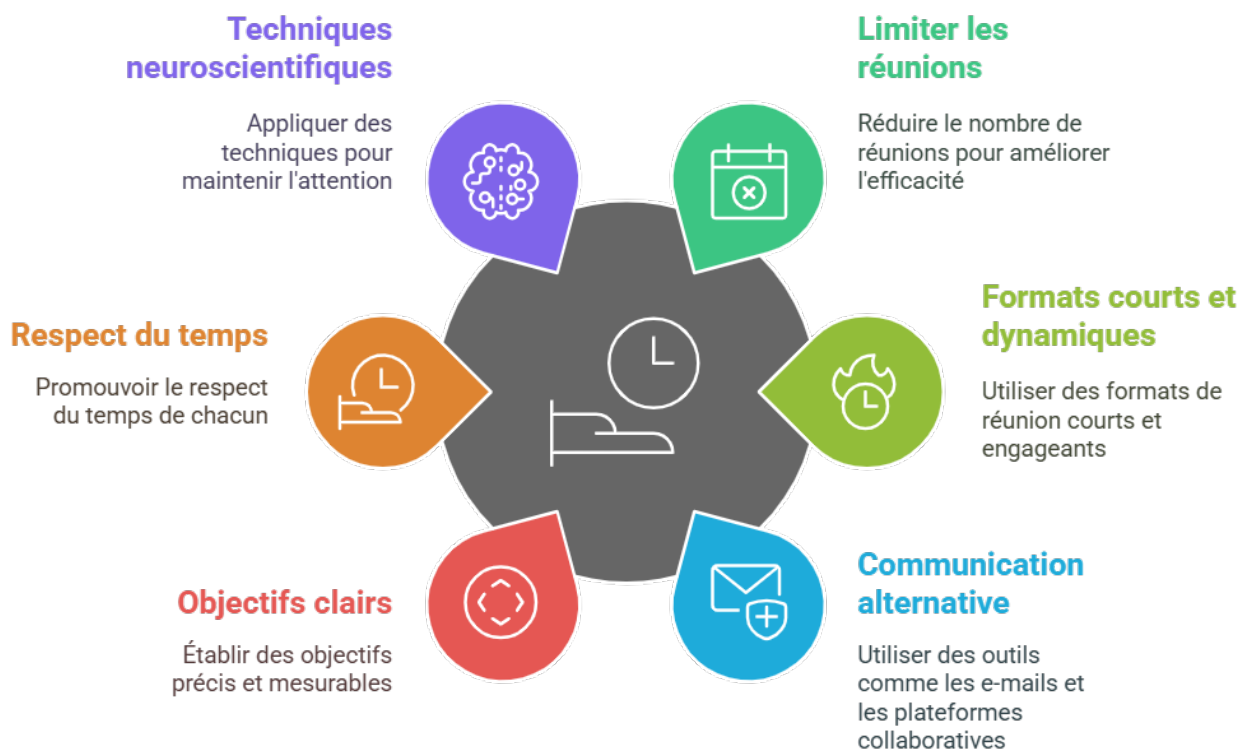 Techniques
neuroscientifiques
Appliquer des
techniques pour
maintenir l'attention
Limiter les
réunions
Réduire le nombre de
réunions pour améliorer
l'efficacité
Respect du temps
Promouvoir le respect
du temps de chacun
Formats courts et
dynamiques
Utiliser des formats de
réunion courts et
engageants
Objectifs clairs
Établir des objectifs
précis et mesurables
Communication
alternative
Utiliser des outils
comme les e-mails et
les plateformes
collaboratives